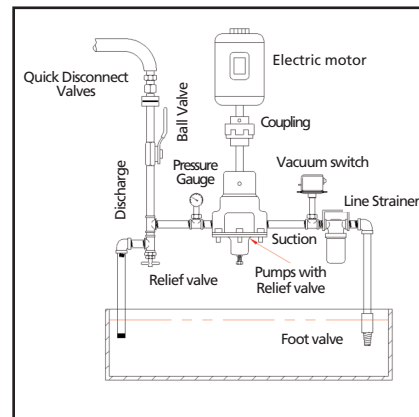 Electric motor
Quick Disconnect
Valves
Ball Valve
Coupling
Pressure
Gauge
Vacuum switch
Discharge
Line Strainer
Suction
Relief valve
Pumps with
Relief valve
Foot valve